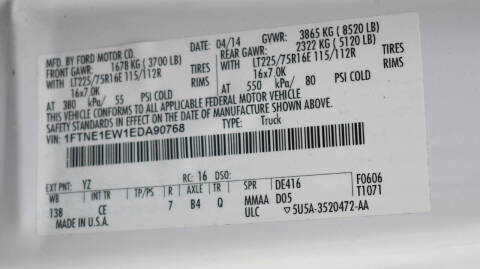 MFD. BY FORD MOTOR CO.
04/14 GVWR: 3865 KG ( 8520 LB)
FRONT GAWR: 1678 KG ( 3700 LB) REAR GAWR: 2322 KG ( 5120 LB)
WITH LT225/75R16E 115/112R TIRES WITH LT225/75R16E 115/112R TIRES
16x7.0K RIMS 16x7.0K RIMS
AT 380 kPa/ 55 PSI COLD AT 550 kPa/ 80 PSI COLD
THIS VEHICLE CONFORMS TO ALL APPLICABLE FEDERAL MOTOR VEHICLE
SAFETY STANDARDS IN EFFECT ON THE DATE OF MANUFACTURE SHOWN ABOVE.
VIN: 1FTNE1EW1EDA90768 TYPE: Truck
EXT PNT: YZ RC: 16 DSO: F0606
WB INT TR TP/PS R AXLE TR SPR DE416 T1071
138 CE 7 B4 Q MMAA D05
MADE IN U.S.A. ULC 5U5A-3520472-AA